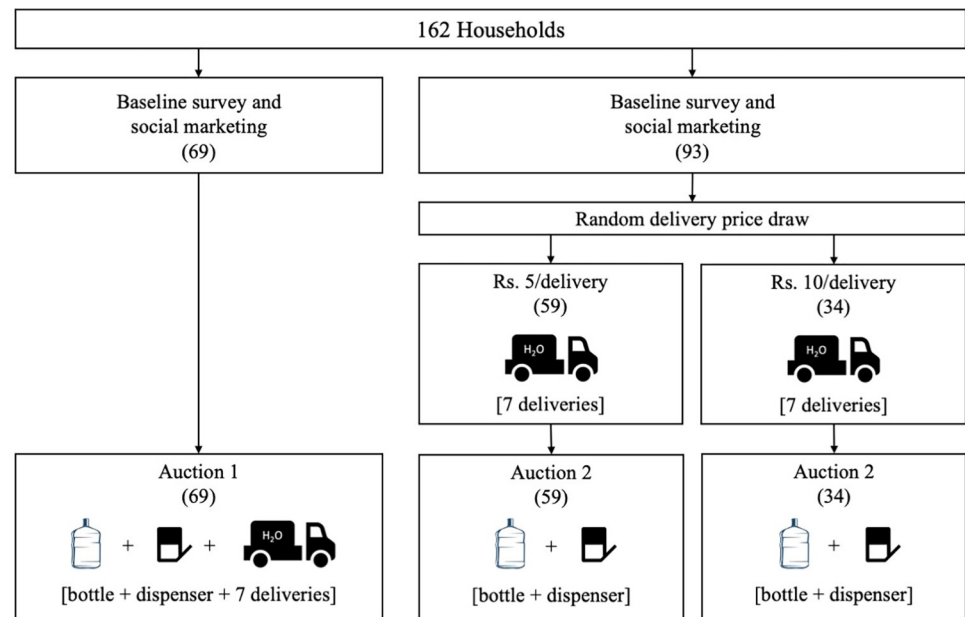 162 Households
Baseline survey and
social marketing
(69)
Baseline survey and
social marketing
(93)
Random delivery price draw
Rs. 5/delivery
(59)
H₂O
[7 deliveries]
Rs. 10/delivery
(34)
H₂O
[7 deliveries]
Auction 1
(69)
+ + H₂O
[bottle + dispenser + 7 deliveries]
Auction 2
(59)
+
[bottle + dispenser]
Auction 2
(34)
+
[bottle + dispenser]